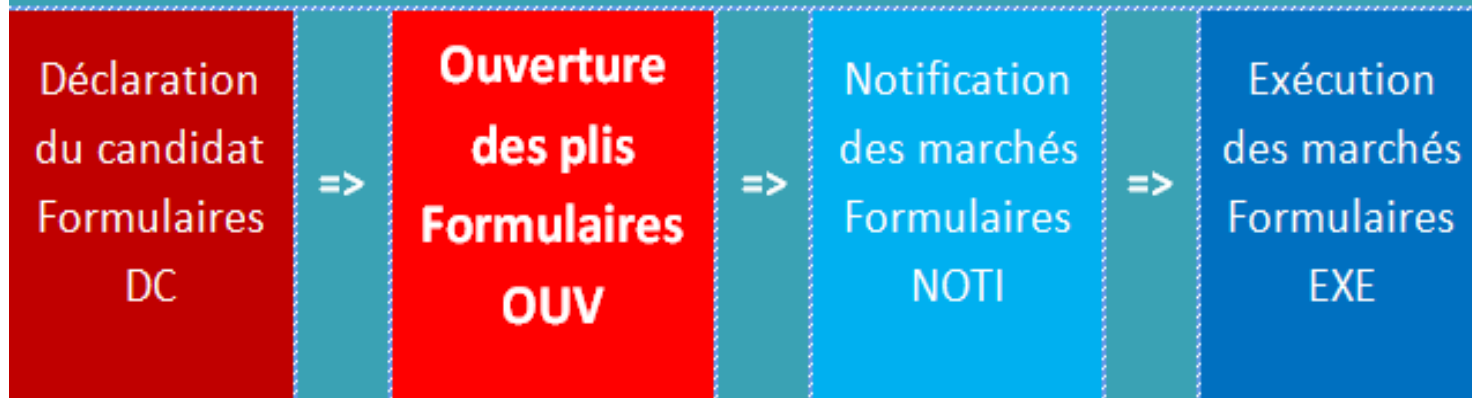 Déclaration
du candidat
Formulaires
DC
=>
Ouverture
des plis
Formulaires
OUV
=>
Notification
des marchés
Formulaires
NOTI
=>
Exécution
des marchés
Formulaires
EXE